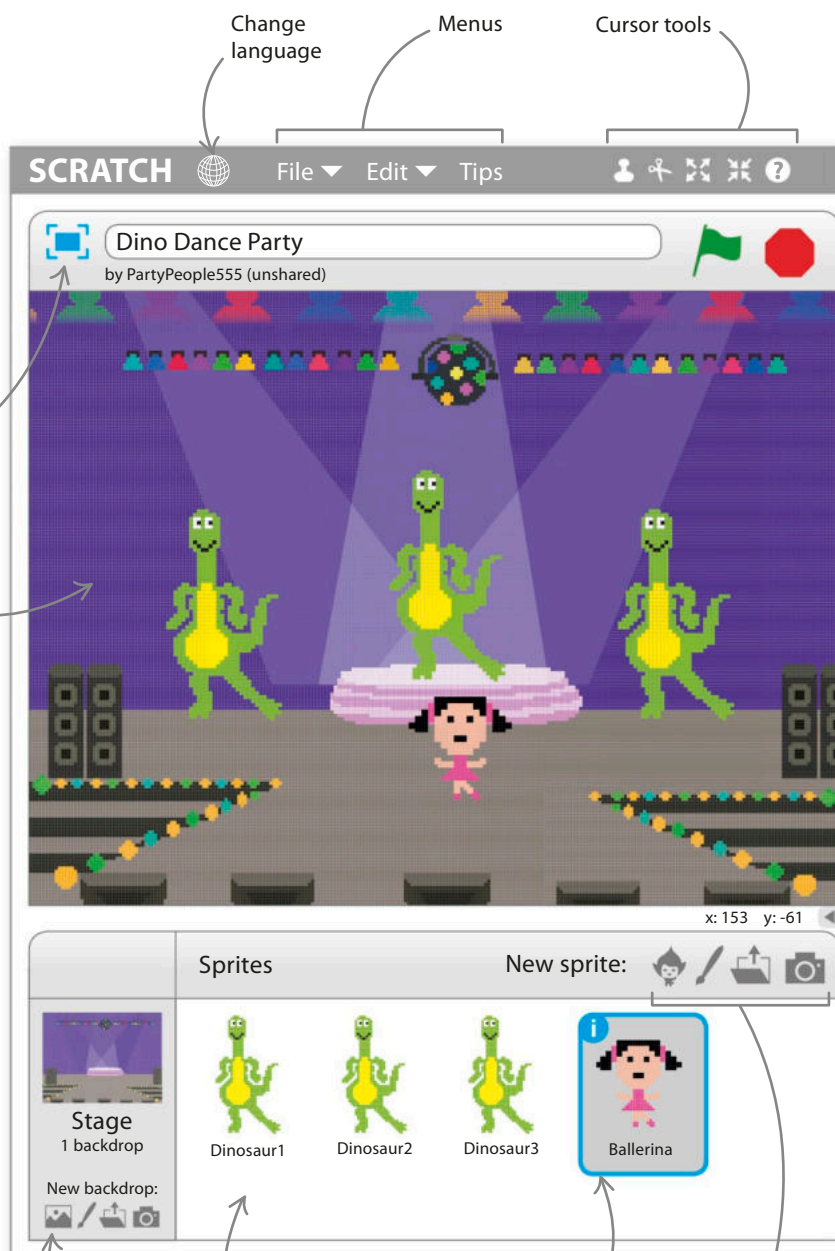 Change
language
Menus
Cursor tools
SCRATCH
File Edit Tips
?
Dino Dance Party
by PartyPeople555 (unshared)
x: 153 y: -61
Sprites
New sprite:
i
Stage
1 backdrop
New backdrop:
Dinosaur1
Dinosaur2
Dinosaur3
Ballerina